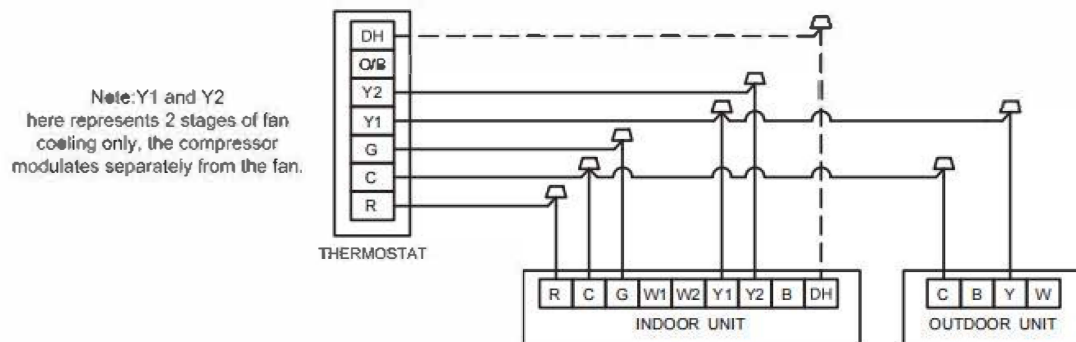 DH
O/B
Y2
Y1
G
C
R
THERMOSTAT
Note:Y1 and Y2
here represents 2 stages of fan
cooling only, the compressor
modulates separately from the fan.
R C G W1 W2 Y1 Y2 B DH
INDOOR UNIT
C B Y W
OUTDOOR UNIT